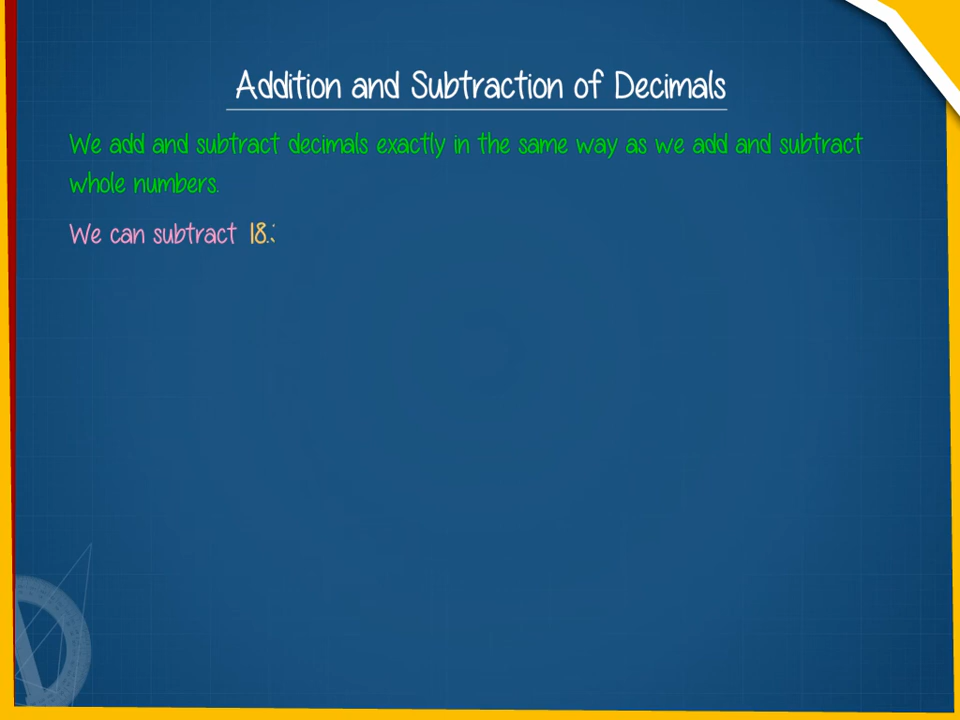 Addition and Subtraction of Decimals
We add and subtract decimals exactly in the same way as we add and subtract
whole numbers.
We can subtract 18.